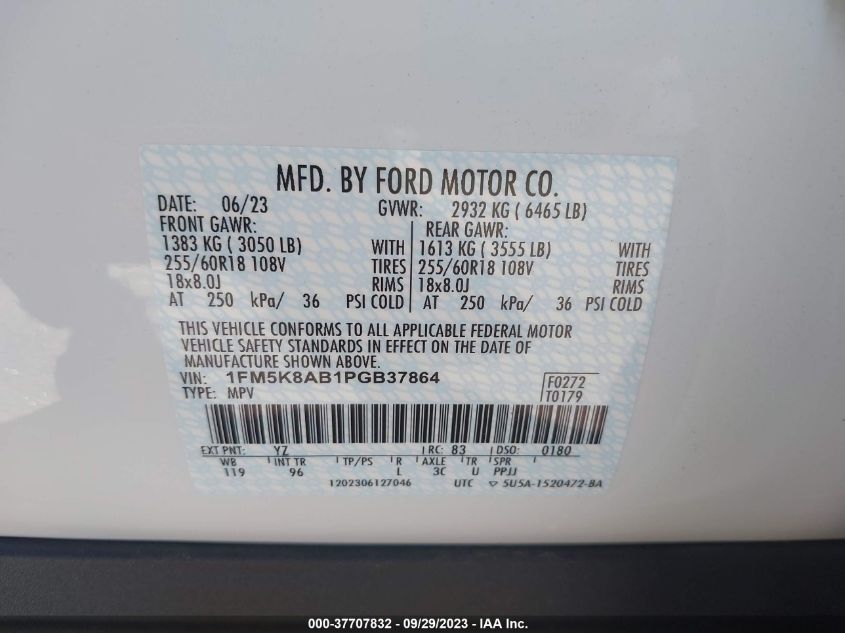 MFD. BY FORD MOTOR CO.
DATE: 06/23 GVWR: 2932 KG ( 6465 LB)
FRONT GAWR: REAR GAWR:
1383 KG ( 3050 LB) WITH 1613 KG ( 3555 LB) WITH
255/60R18 108V TIRES 255/60R18 108V TIRES
18x8.0J RIMS 18x8.0J RIMS
AT 250 kPa/ 36 PSI COLD AT 250 kPa/ 36 PSI COLD
THIS VEHICLE CONFORMS TO ALL APPLICABLE FEDERAL MOTOR
VEHICLE SAFETY STANDARDS IN EFFECT ON THE DATE OF
MANUFACTURE SHOWN ABOVE.
VIN: 1FM5K8AB1PGB37864 F0272
TYPE: MPV T0179
EXT PNT: YZ RC: 83 DSO: 0180
WB INT TR TP/PS R AXLE TR SPR
119 96 L 3C U PPJJ
1202306127046 UTC ▽ 5U5A-1520472-BA
000-37707832 - 09/29/2023 - IAA Inc.